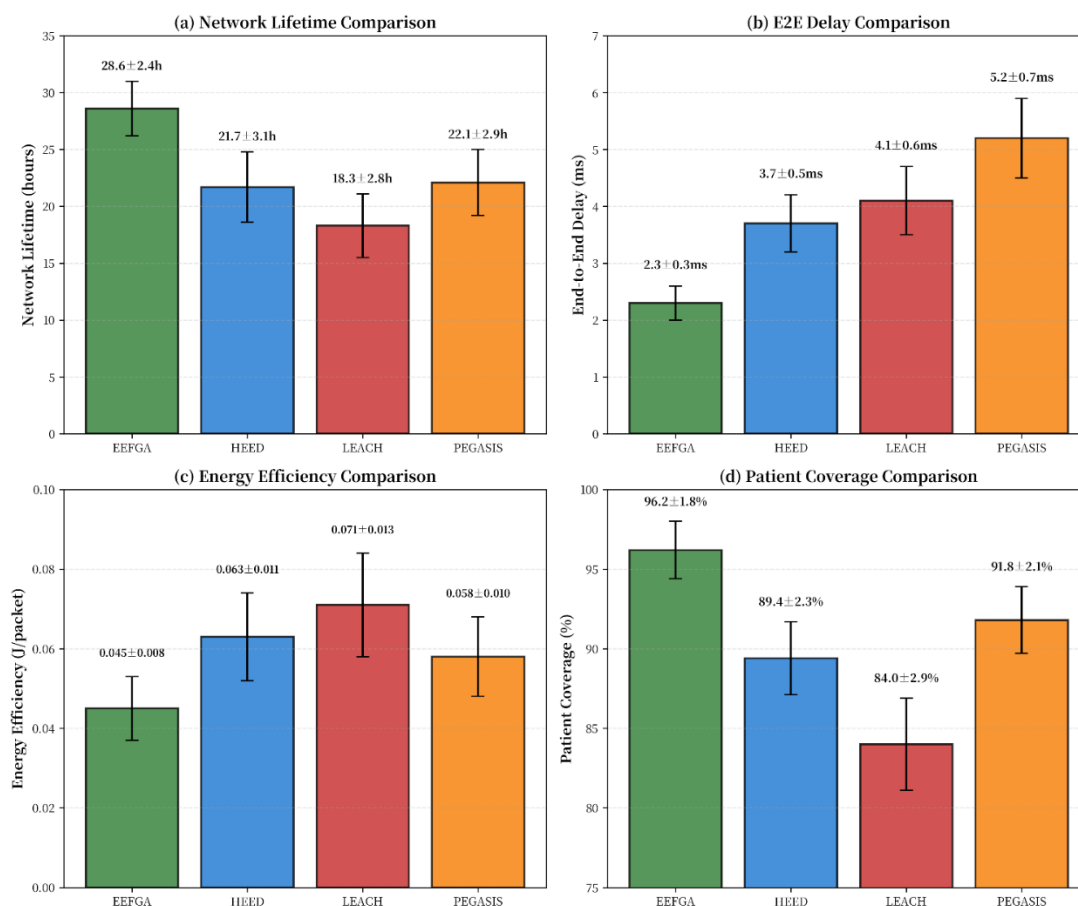 (a) Network Lifetime Comparison
Network Lifetime (hours)
35
30
25
20
15
10
5
0
28.6±2.4h
21.7±3.1h
18.3±2.8h
22.1±2.9h
EEFGA
HEED
LEACH
PEGASIS
(b) E2E Delay Comparison
End-to-End Delay (ms)
7
6
5
4
3
2
1
0
2.3±0.3ms
3.7±0.5ms
4.1±0.6ms
5.2±0.7ms
EEFGA
HEED
LEACH
PEGASIS
(c) Energy Efficiency Comparison
Energy Efficiency (J/packet)
0.10
0.08
0.06
0.04
0.02
0.00
0.045±0.008
0.063±0.011
0.071±0.013
0.058±0.010
EEFGA
HEED
LEACH
PEGASIS
(d) Patient Coverage Comparison
Patient Coverage (%)
100
95
90
85
80
75
96.2±1.8%
89.4±2.3%
84.0±2.9%
91.8±2.1%
EEFGA
HEED
LEACH
PEGASIS